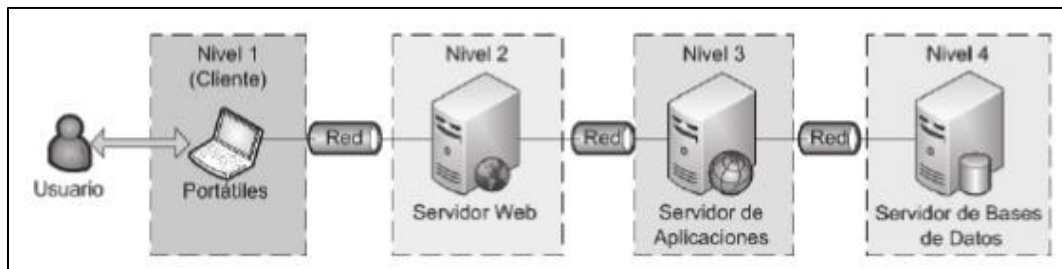 Nivel 1
(Cliente)
Nivel 2
Nivel 3
Nivel 4
Red
Red
Red
Usuario
Portátiles
Servidor Web
Servidor de
Aplicaciones
Servidor de Bases
de Datos